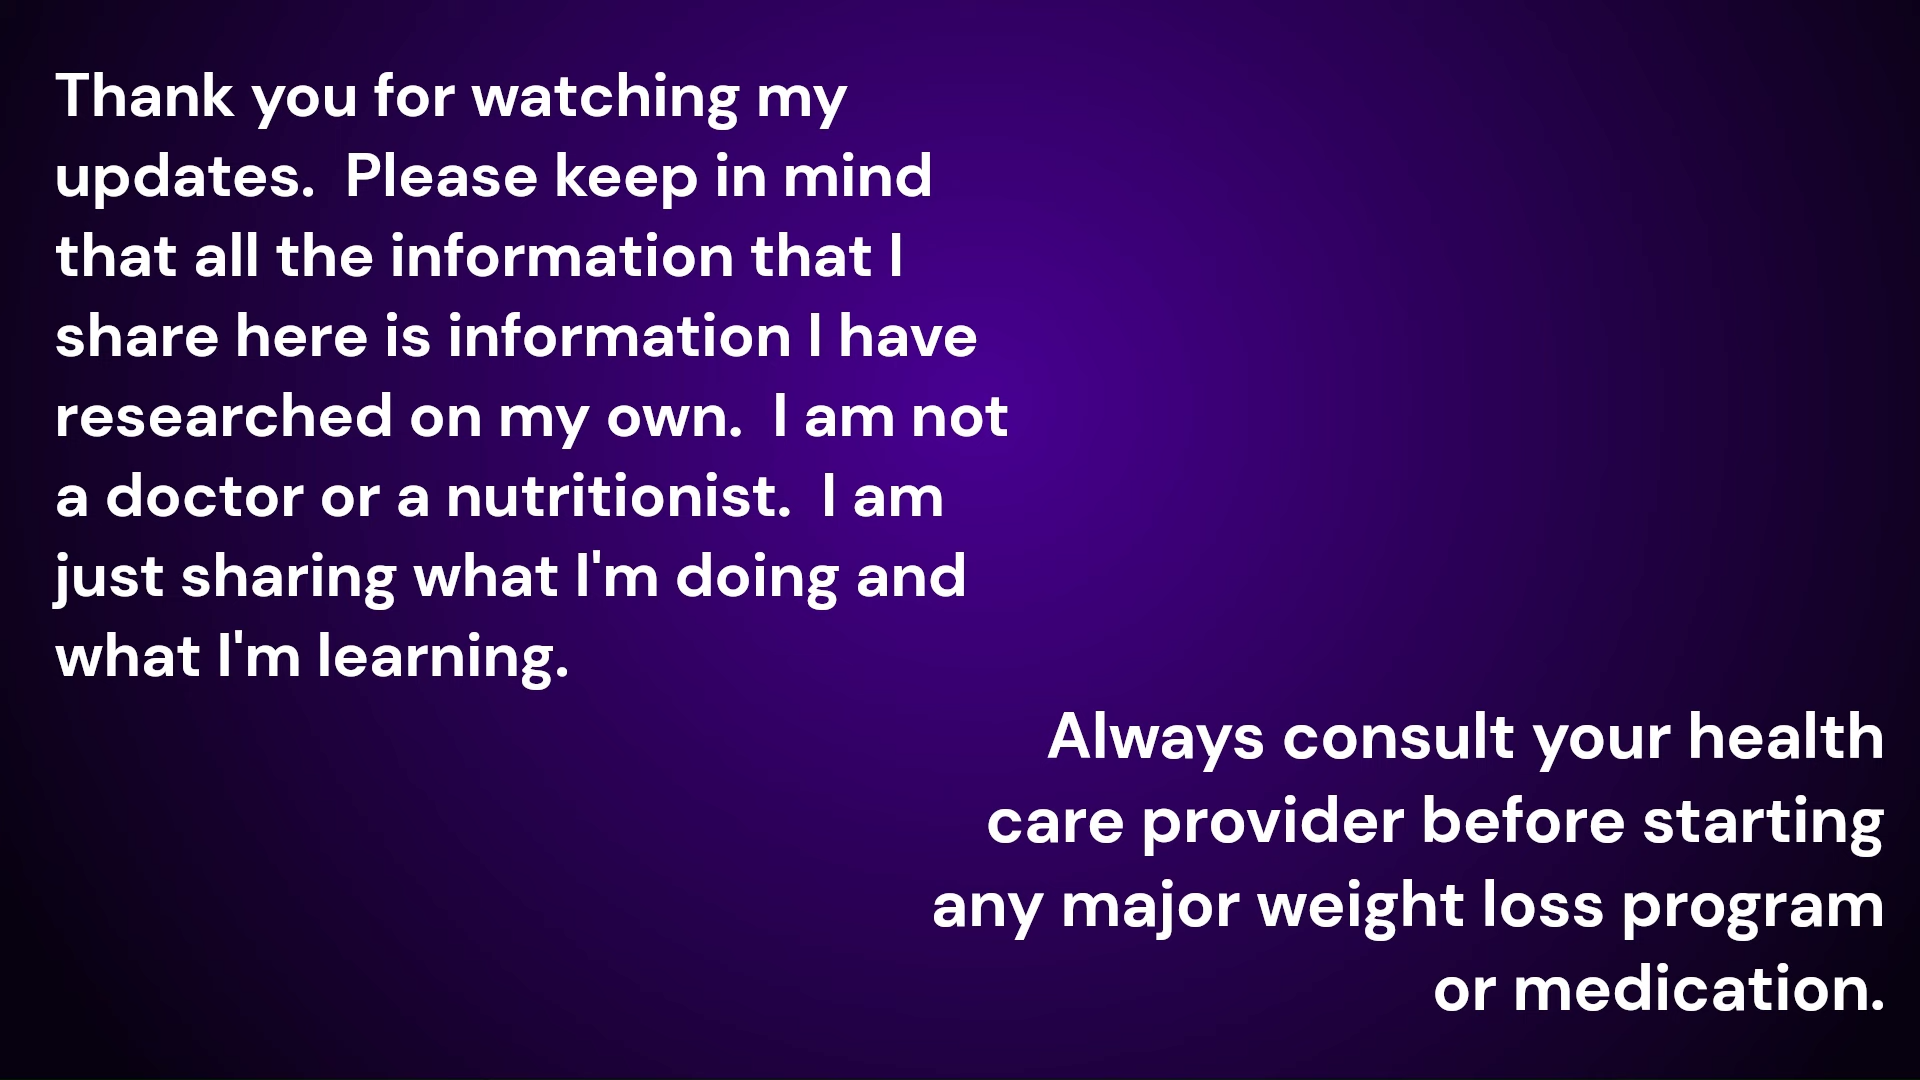 Thank you for watching my
updates.  Please keep in mind
that all the information that I
share here is information I have
researched on my own.  I am not
a doctor or a nutritionist.  I am
just sharing what I'm doing and
what I'm learning.
Always consult your health
care provider before starting
any major weight loss program
or medication.